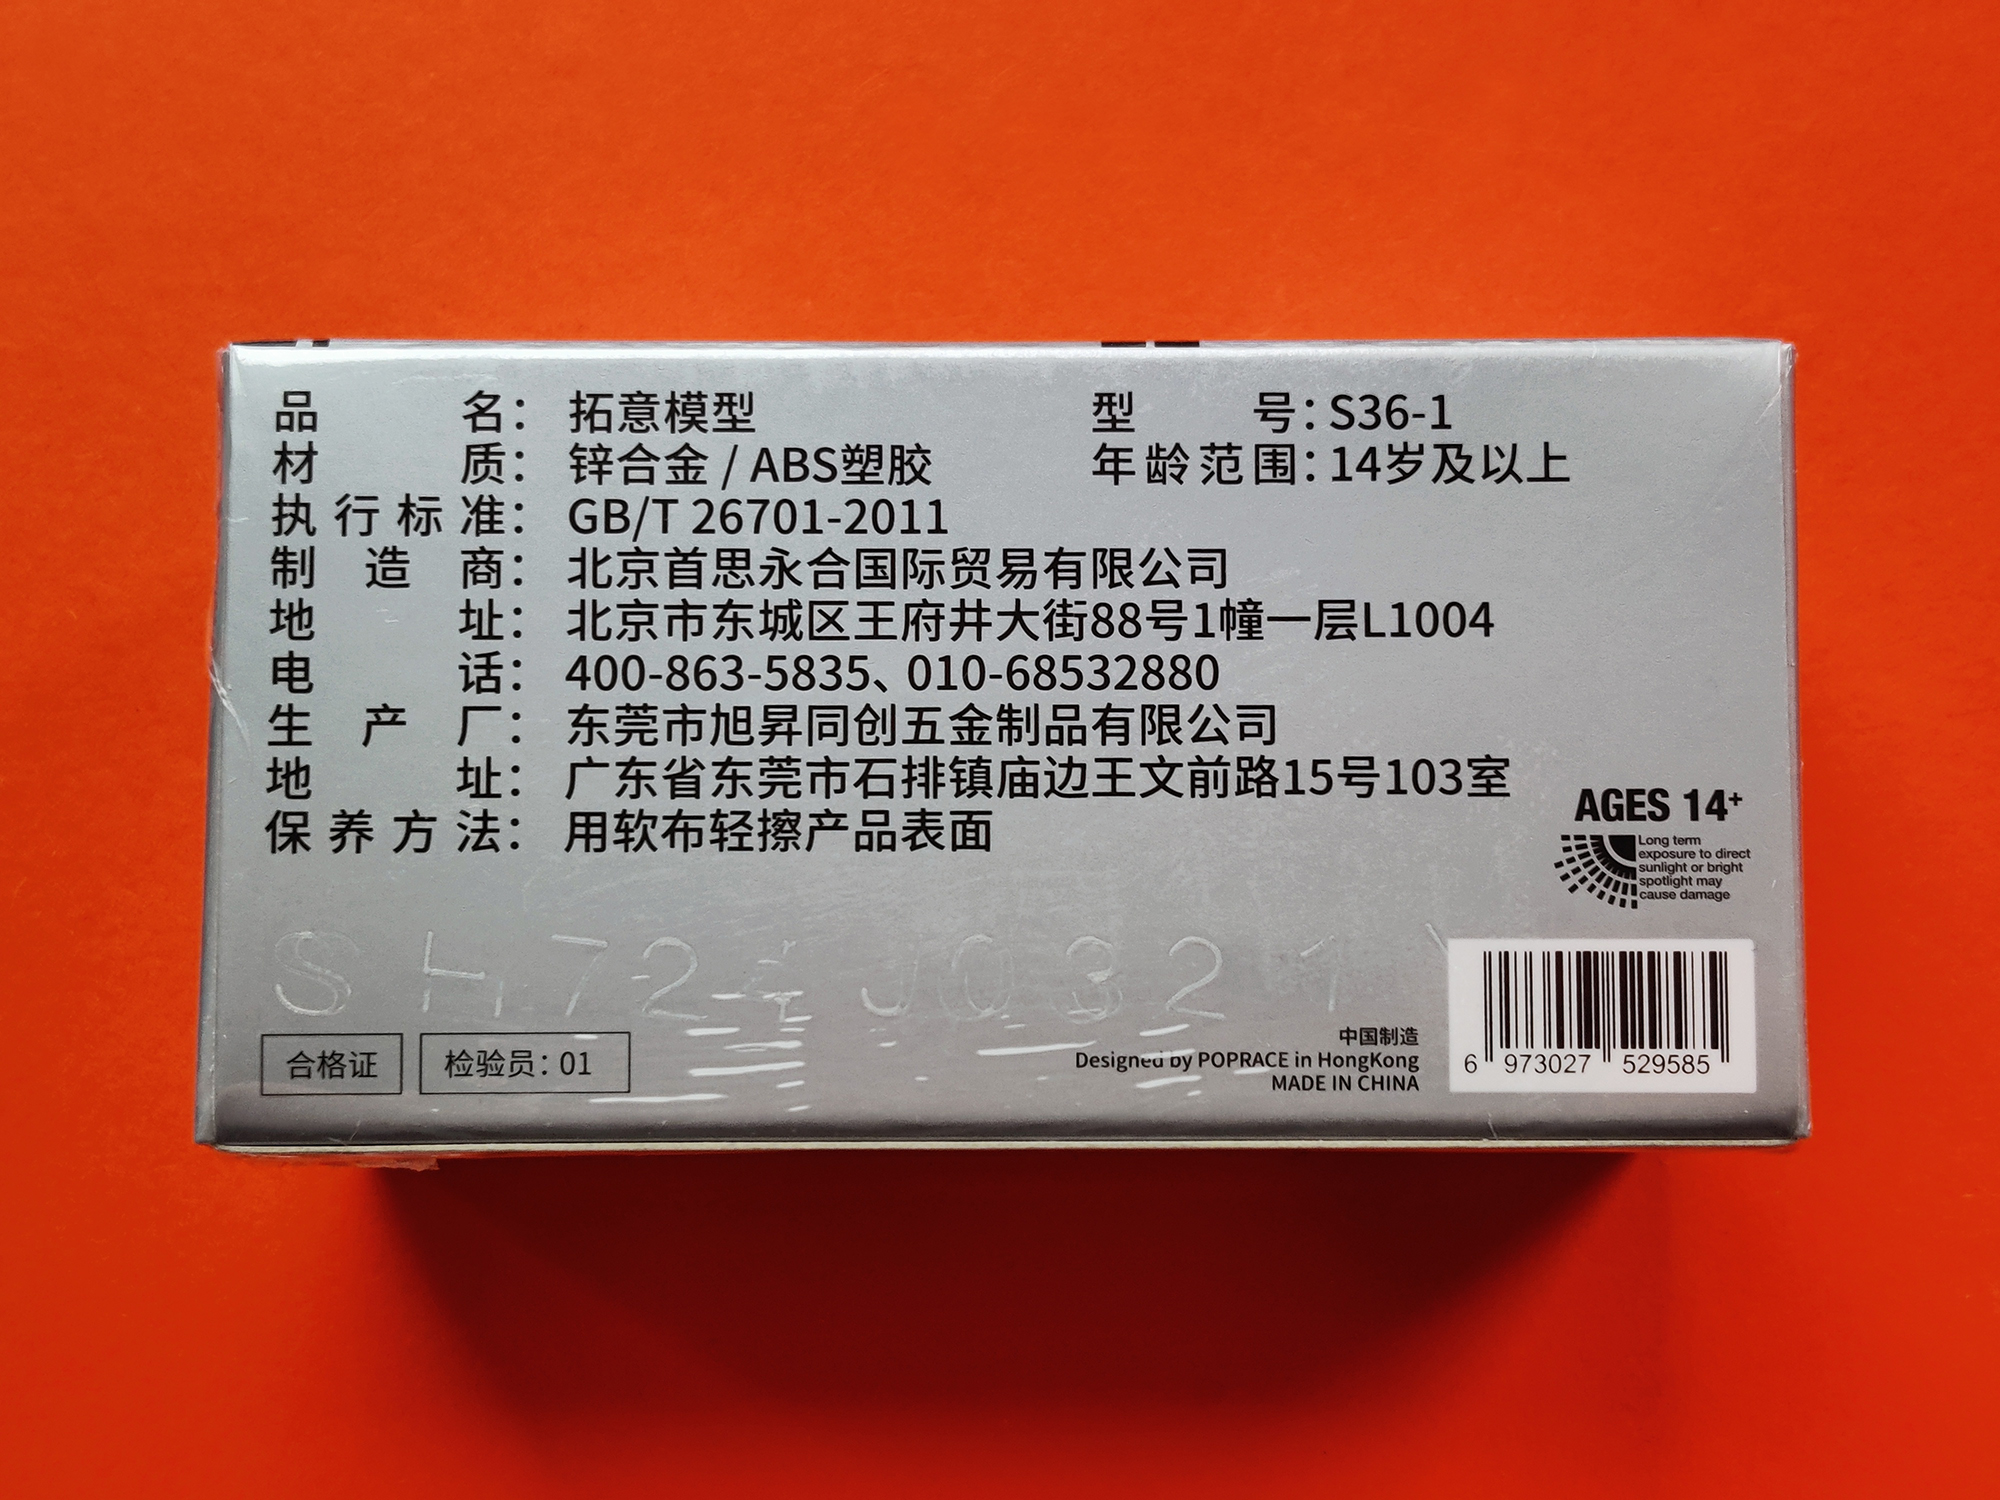 品名：拓意模型 型号：S36-1
材质：锌合金 / ABS塑胶 年龄范围：14岁及以上
执行标准：GB/T 26701-2011
制造商：北京首思永合国际贸易有限公司
地址：北京市东城区王府井大街88号1幢一层L1004
电话：400-863-5835、010-68532880
生产厂：东莞市旭昇同创五金制品有限公司
地址：广东省东莞市石排镇庙边王文前路15号103室
保养方法：用软布轻擦产品表面
AGES 14+
Long term
exposure to direct
sunlight or bright
spotlight may
cause damage
合格证
检验员：01
中国制造
Designed by POPRACE in HongKong
MADE IN CHINA
6 973027 529585